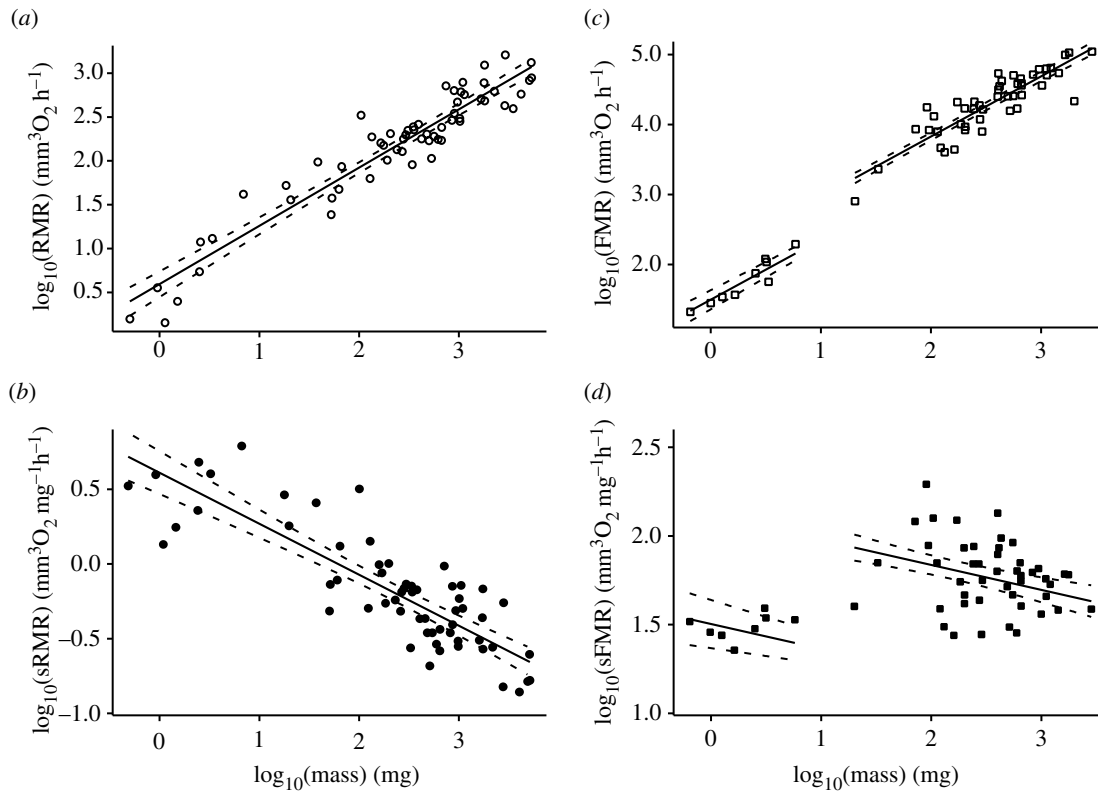 (a)
log10(RMR) (mm³O2 h⁻¹)
3.0
2.5
2.0
1.5
1.0
0.5
0 1 2 3
(c)
log10(FMR) (mm³O2 h⁻¹)
5.0
4.0
3.0
2.0
0 1 2 3
(b)
log10(sRMR) (mm³O2 mg⁻¹h⁻¹)
0.5
0.0
−0.5
−1.0
0 1 2 3
log10(mass) (mg)
(d)
log10(sFMR) (mm³O2 mg⁻¹h⁻¹)
2.5
2.0
1.5
1.0
0 1 2 3
log10(mass) (mg)